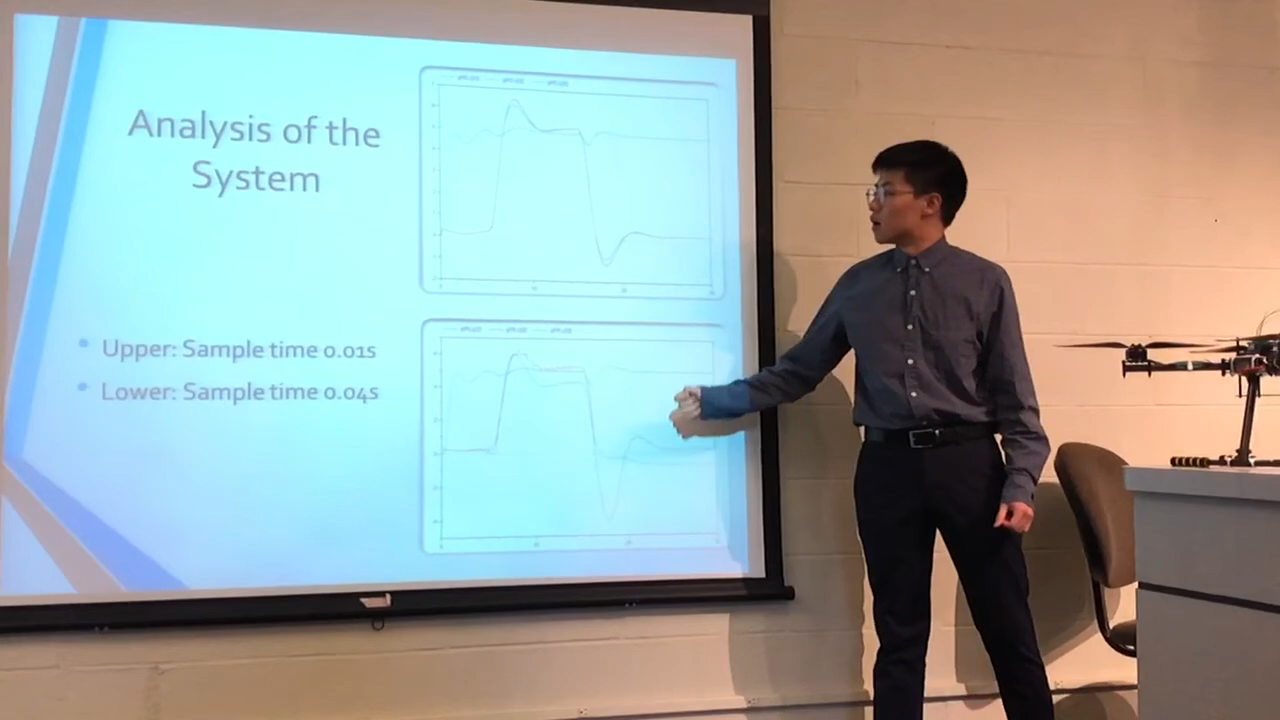 Analysis of the
System
Upper: Sample time 0.01s
Lower: Sample time 0.04s